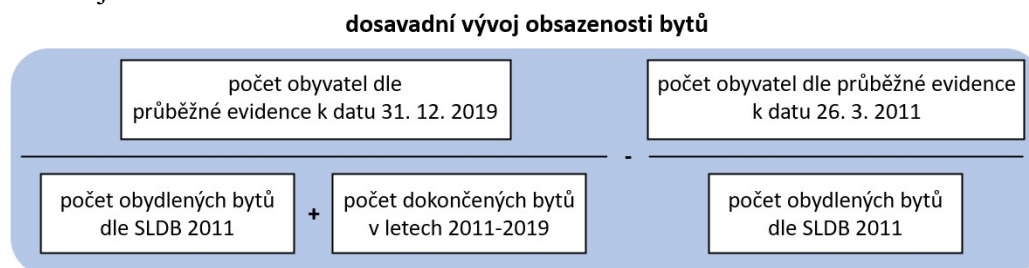 dosavadní vývoj obsazenosti bytů
počet obyvatel dle
průběžné evidence k datu 31. 12. 2019
počet obyvatel dle průběžné evidence
k datu 26. 3. 2011
-
počet obydlených bytů
dle SLDB 2011
+
počet dokončených bytů
v letech 2011-2019
počet obydlených bytů
dle SLDB 2011